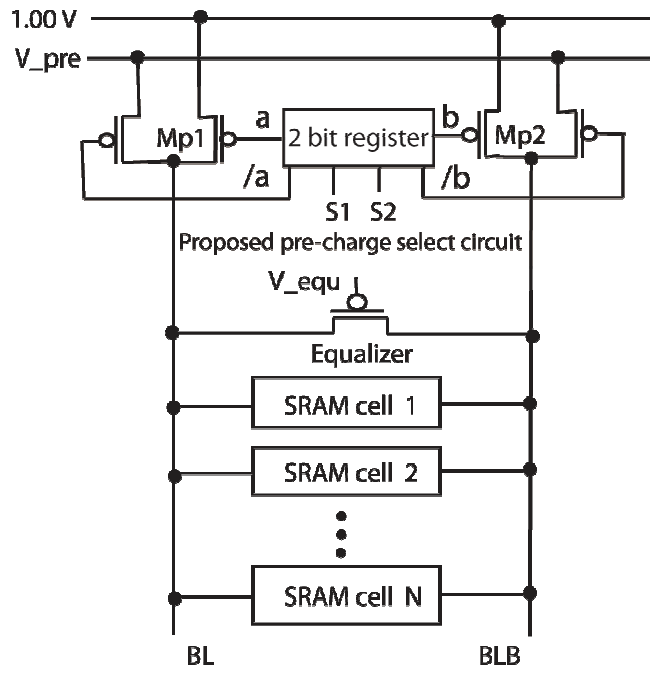 1.00 V
V_pre
Mp1
a
2 bit register
b
Mp2
/a
/b
S1 S2
Proposed pre-charge select circuit
V_equ
Equalizer
SRAM cell 1
SRAM cell 2
SRAM cell N
BL
BLB